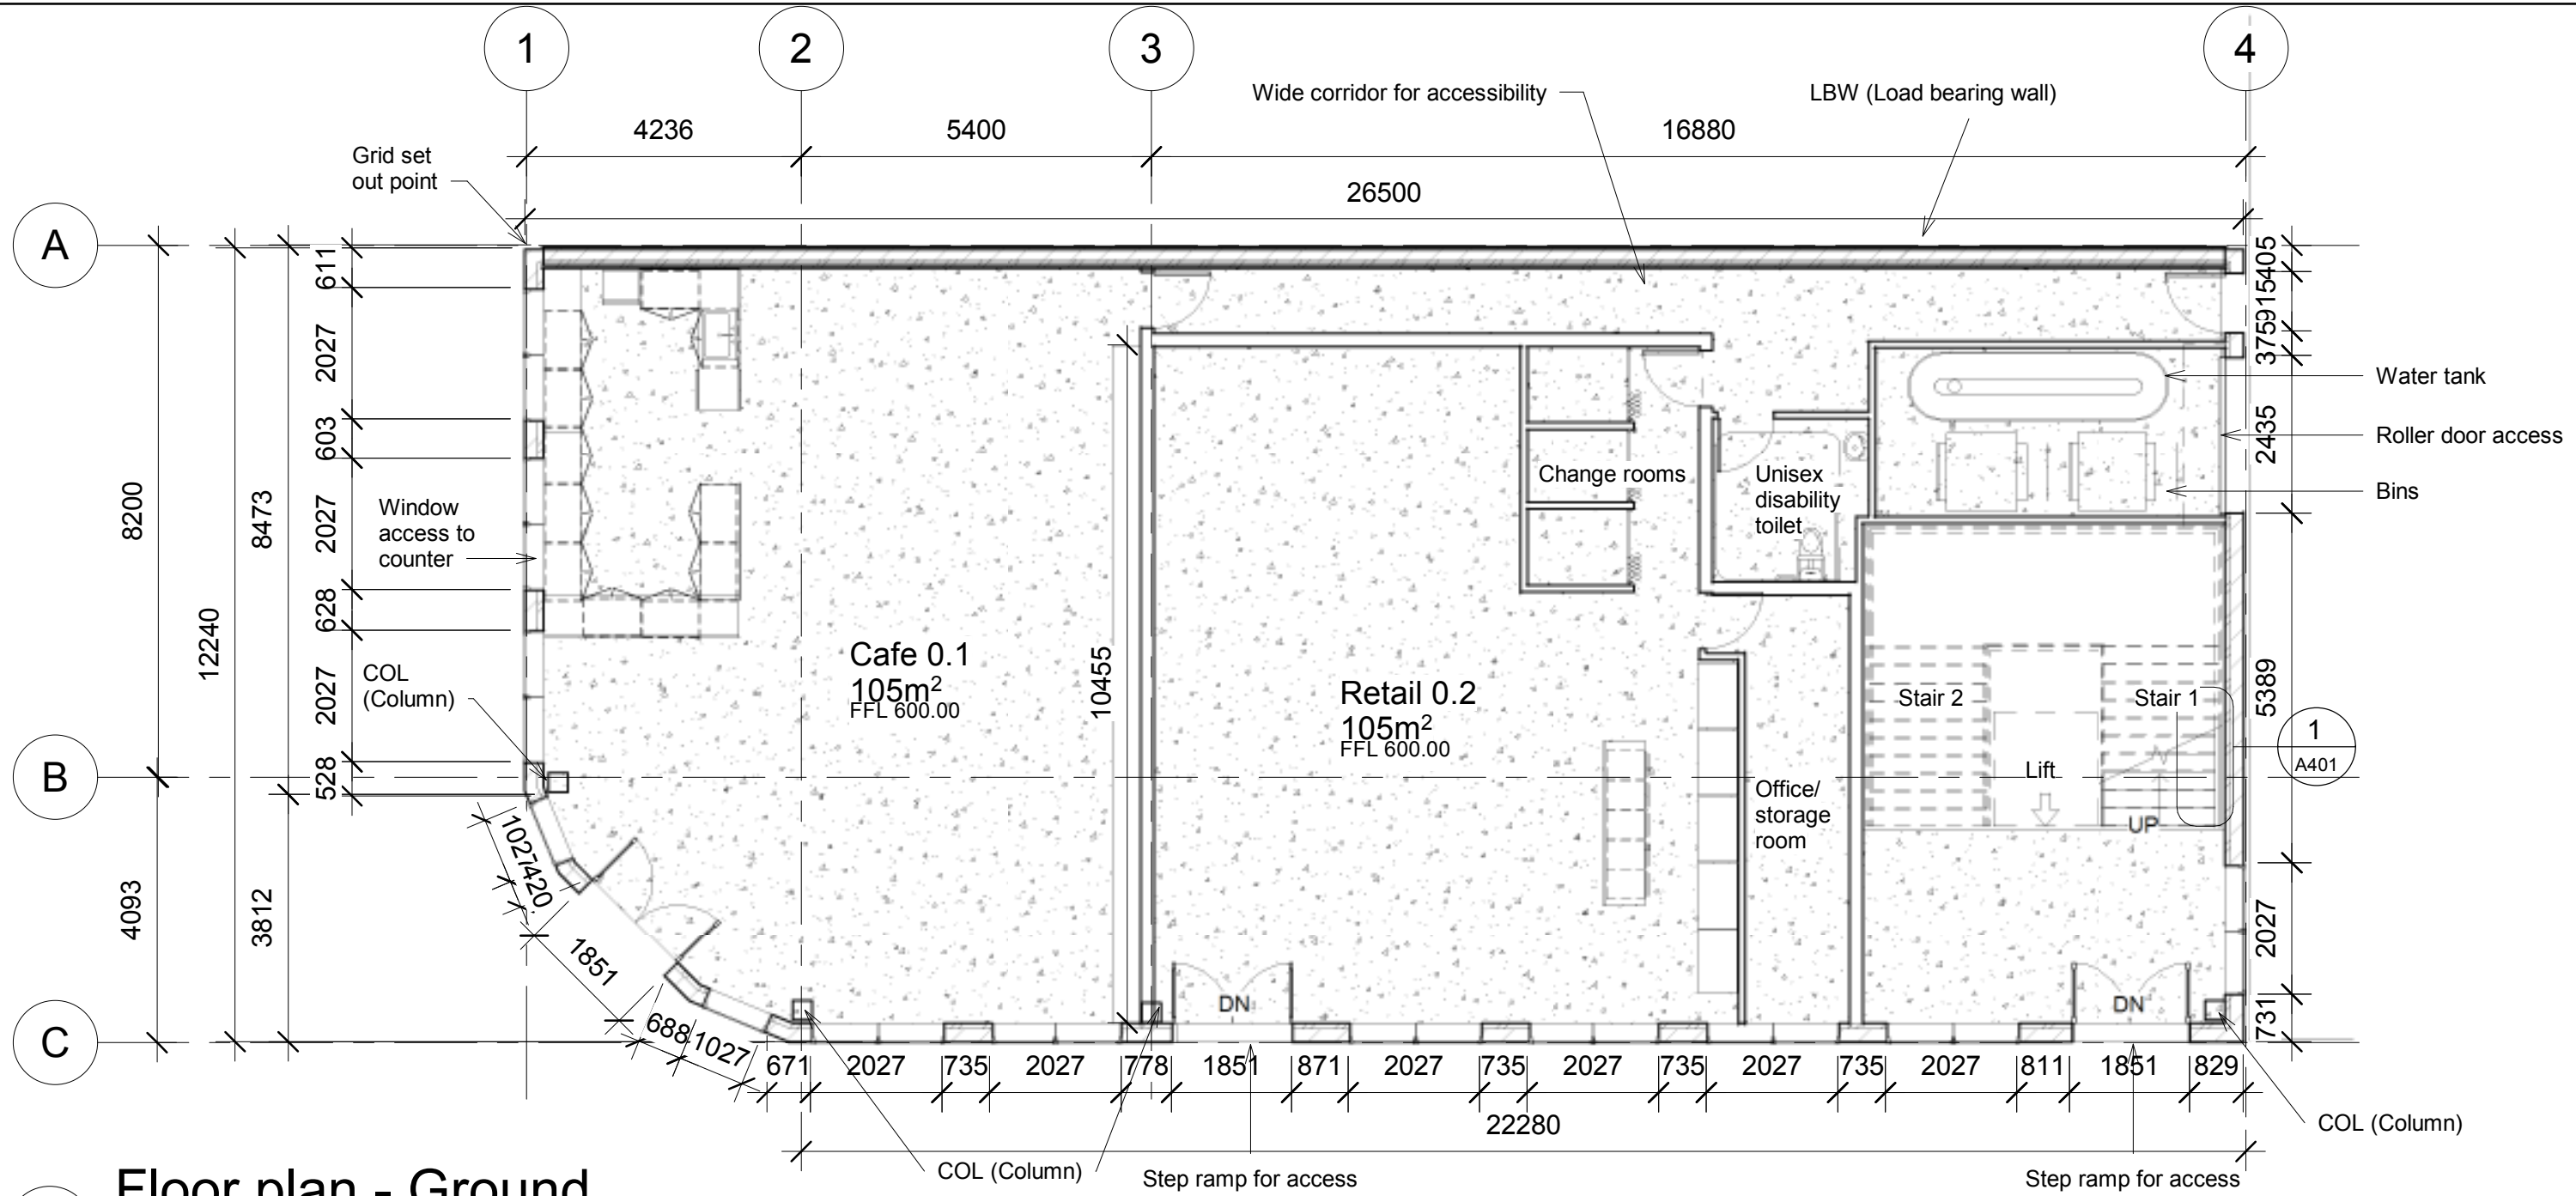 1
2
3
4
Wide corridor for accessibility
LBW (Load bearing wall)
4236
5400
16880
Grid set
out point
26500
A
B
C
8200
4093
12240
8473
3812
611
2027
603
2027
628
2027
528
Window
access to
counter
COL
(Column)
1027
420
1851
688
1027
Cafe 0.1
105m²
FFL 600.00
10455
Retail 0.2
105m²
FFL 600.00
Change rooms
Unisex
disability
toilet
Office/
storage
room
Stair 2
Stair 1
Lift
UP
DN
DN
405
915
375
2435
5389
2027
731
Water tank
Roller door access
Bins
1
A401
671
2027
735
2027
778
1851
871
2027
735
2027
735
2027
735
2027
811
1851
829
22280
COL (Column)
COL (Column)
Step ramp for access
Step ramp for access
Floor plan - Ground